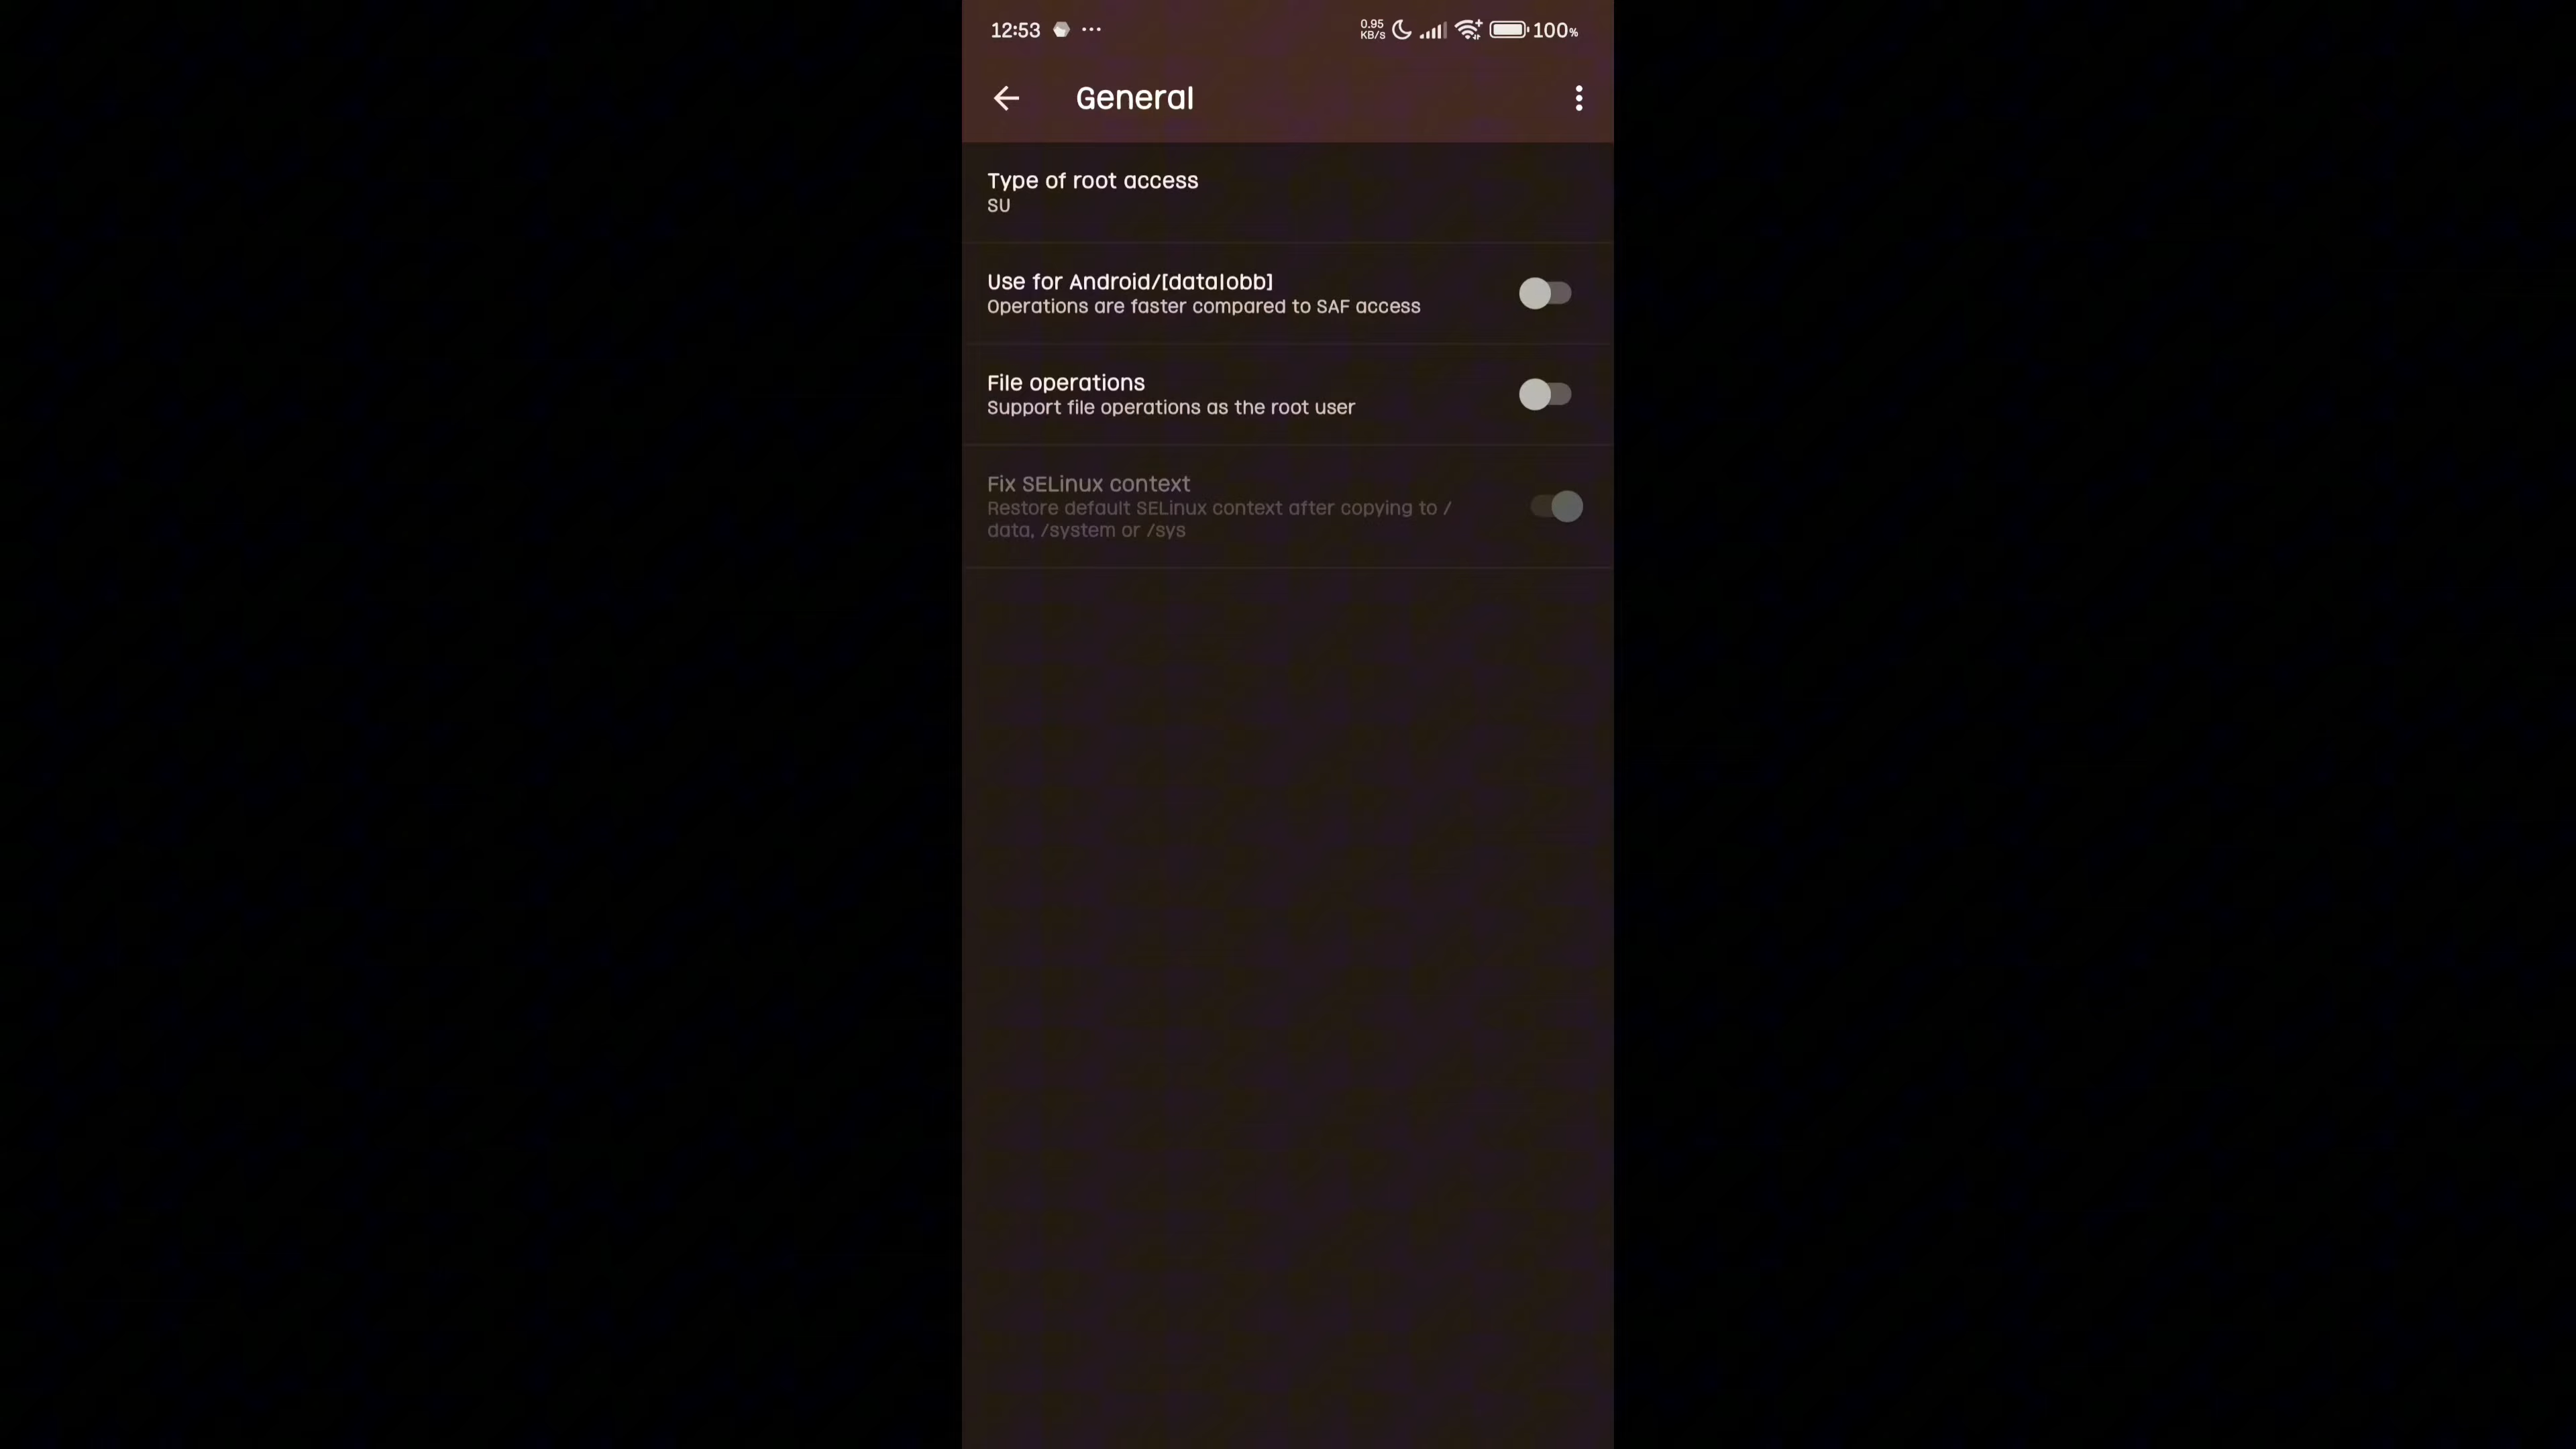 12:53 ... 0.95 KB/s 100%
General
Type of root access
SU
Use for Android/[data|obb]
Operations are faster compared to SAF access
File operations
Support file operations as the root user
Fix SELinux context
Restore default SELinux context after copying to /
data, /system or /sys